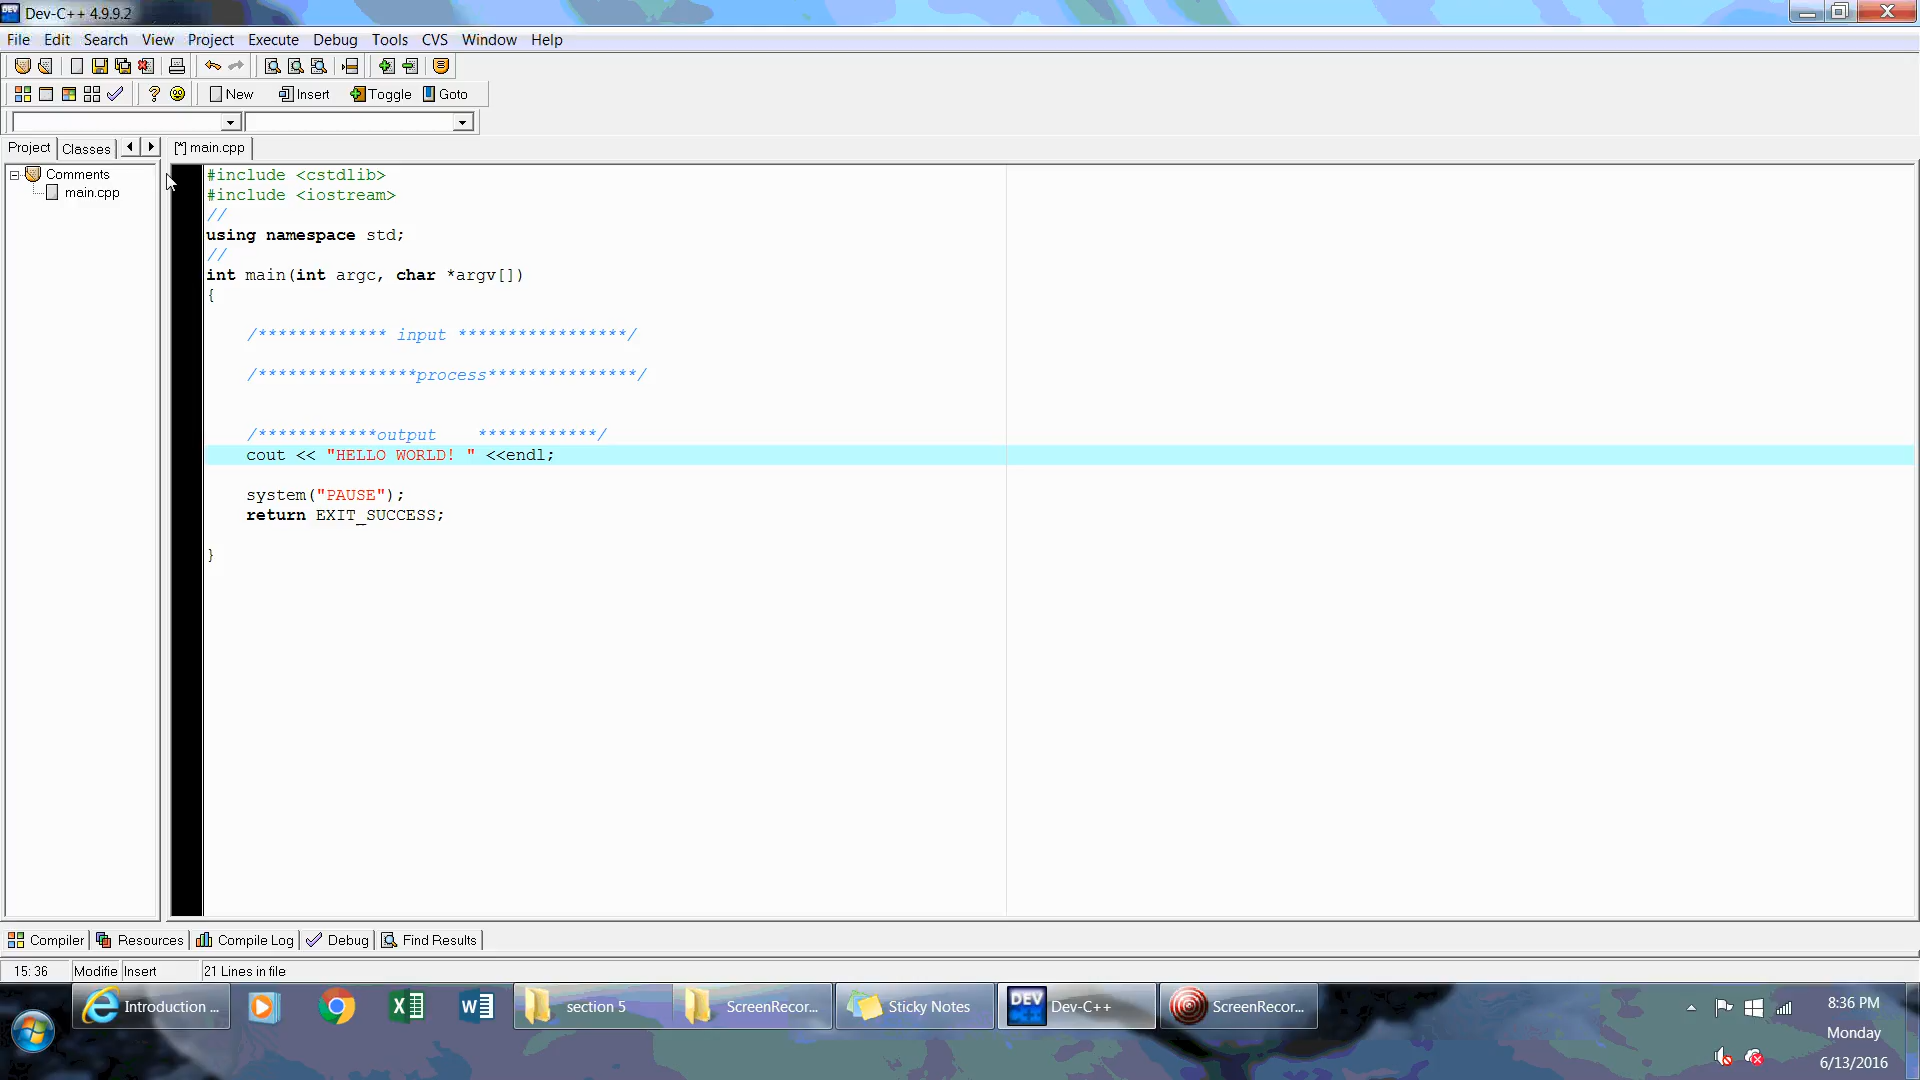 Dev-C++ 4.9.9.2
File Edit Search View Project Execute Debug Tools CVS Window Help
New Insert Toggle Goto
Project Classes [*] main.cpp
Comments
main.cpp
#include <cstdlib>
#include <iostream>
//
using namespace std;
//
int main(int argc, char *argv[])
{
/************* input *****************/
/****************process***************/
/************output    ************/
cout << "HELLO WORLD! " <<endl;
system("PAUSE");
return EXIT_SUCCESS;
}
Compiler Resources Compile Log Debug Find Results
15: 36 Modifie Insert 21 Lines in file
Introduction ... section 5 ScreenRecor... Sticky Notes DEV C++ Dev-C++ ScreenRecor...
8:36 PM
Monday
6/13/2016